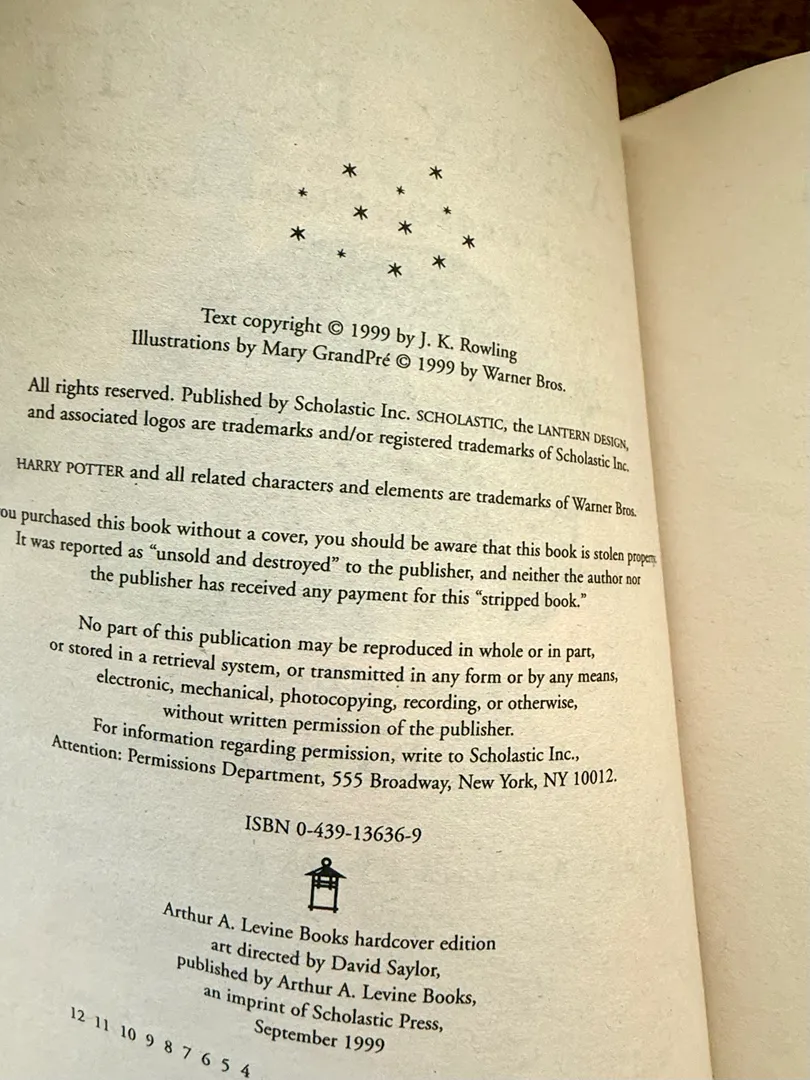 Text copyright © 1999 by J. K. Rowling
Illustrations by Mary GrandPré © 1999 by Warner Bros.
All rights reserved. Published by Scholastic Inc. SCHOLASTIC, the LANTERN DESIGN,
and associated logos are trademarks and/or registered trademarks of Scholastic Inc.
HARRY POTTER and all related characters and elements are trademarks of Warner Bros.
ou purchased this book without a cover, you should be aware that this book is stolen property.
It was reported as “unsold and destroyed” to the publisher, and neither the author nor
the publisher has received any payment for this “stripped book.”
No part of this publication may be reproduced in whole or in part,
or stored in a retrieval system, or transmitted in any form or by any means,
electronic, mechanical, photocopying, recording, or otherwise,
without written permission of the publisher.
For information regarding permission, write to Scholastic Inc.,
Attention: Permissions Department, 555 Broadway, New York, NY 10012.
ISBN 0-439-13636-9
Arthur A. Levine Books hardcover edition
art directed by David Saylor,
published by Arthur A. Levine Books,
an imprint of Scholastic Press,
September 1999
12 11 10 9 8 7 6 5 4